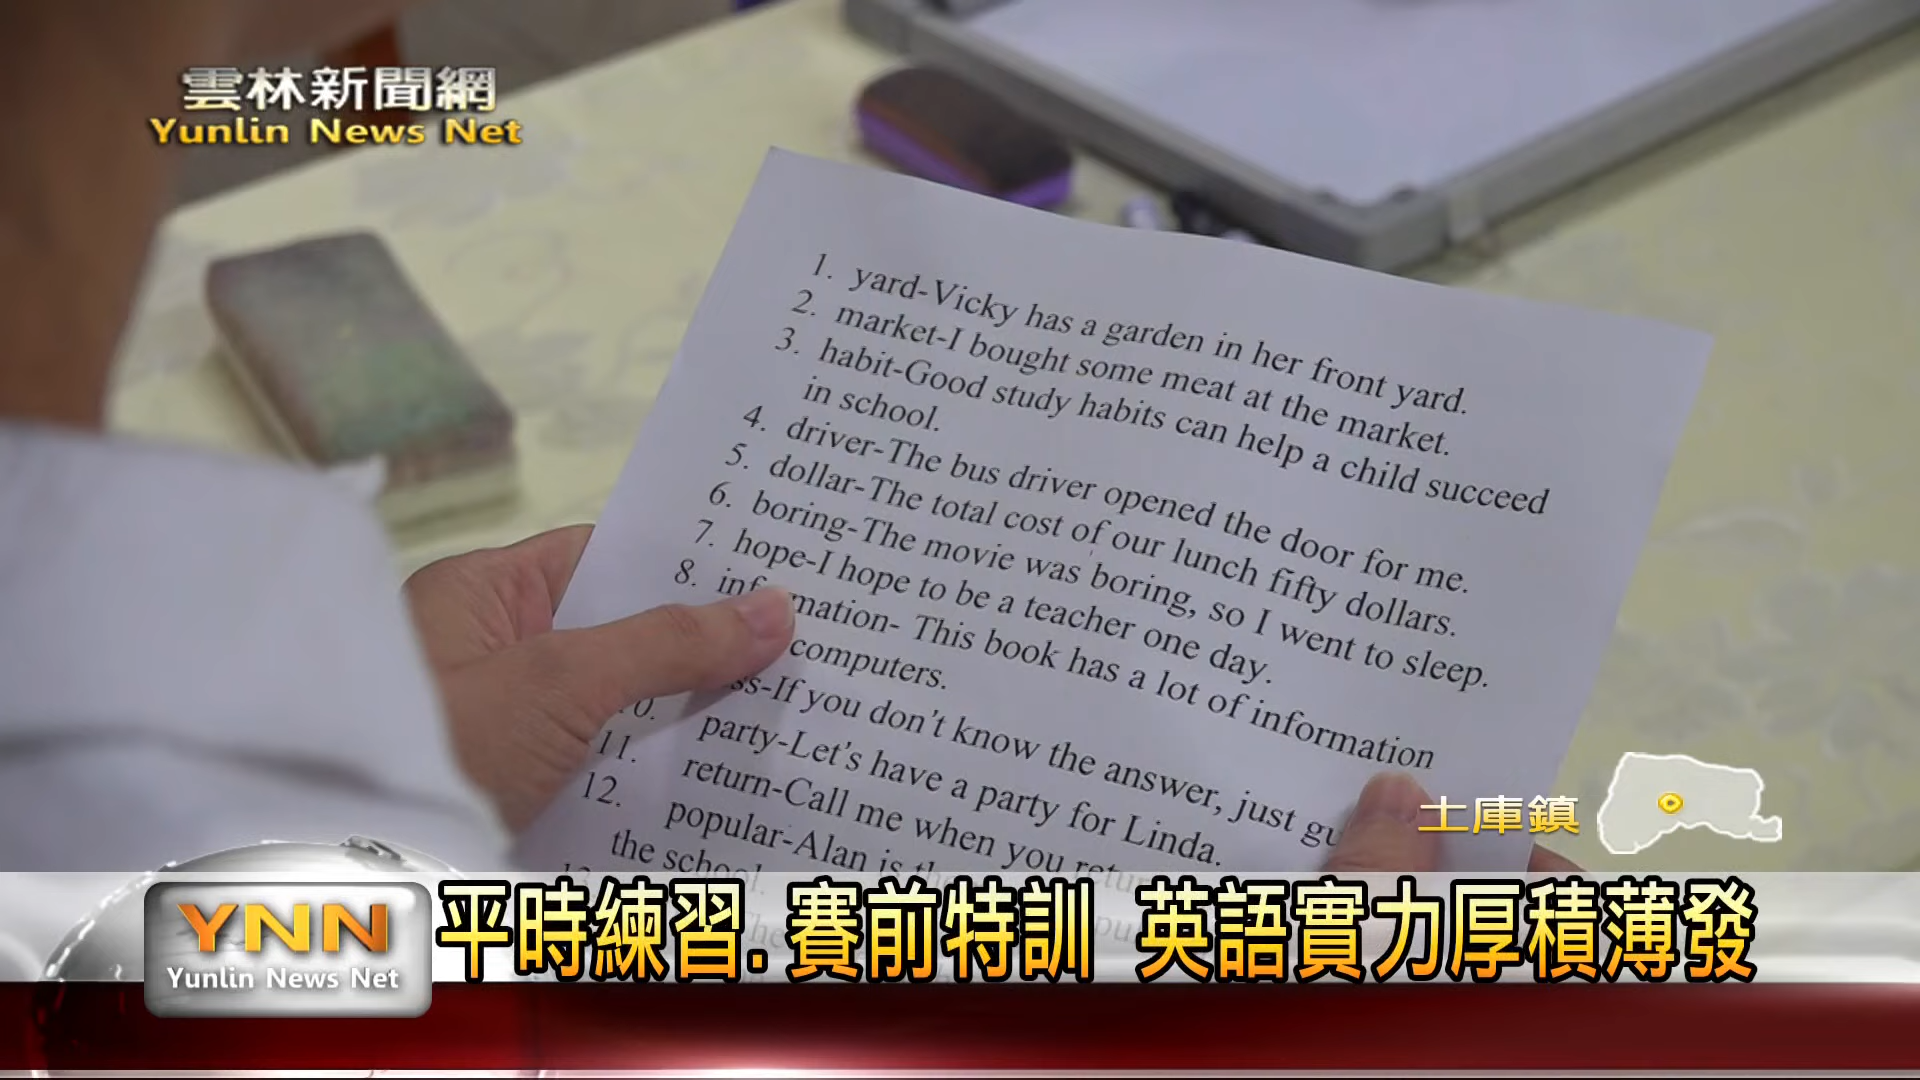 雲林新聞網
Yunlin News Net
1. yard-Vicky has a garden in her front yard.
2. market-I bought some meat at the market.
3. habit-Good study habits can help a child succeed
in school.
4. driver-The bus driver opened the door for me.
5. dollar-The total cost of our lunch fifty dollars.
6. boring-The movie was boring, so I went to sleep.
7. hope-I hope to be a teacher one day.
8. information- This book has a lot of information
computers.
If you don't know the answer, just
10. party-Let's have a party for Linda.
11. return-Call me when you
12. popular-Alan is the
the school.
土庫鎮
YNN
Yunlin News Net
平時練習.賽前特訓 英語實力厚積薄發